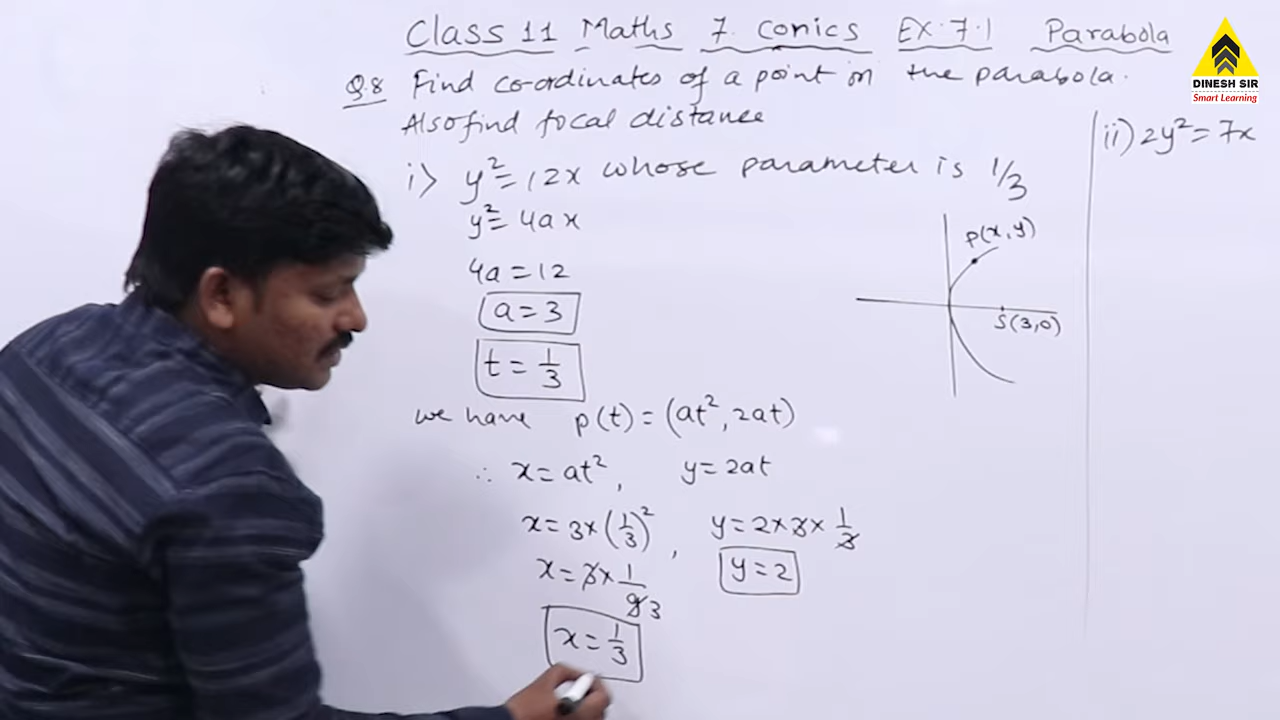 Class 11 Maths 7. Conics Ex. 7.1 Parabola
DINESH SIR
Smart Learning
Q.8 Find co-ordinates of a point on the parabola.
Also find focal distance
i) y² = 12x whose parameter is 1/3
y² = 4ax
4a = 12
a = 3
t = 1/3
we have P(t) = (at², 2at)
∴ x = at², y = 2at
x = 3 × (1/3)², y = 2 × 3 × 1/3
x = 3 × 1/9 3
y = 2
x = 1/3
P(x, y)
S(3, 0)
ii) 2y² = 7x